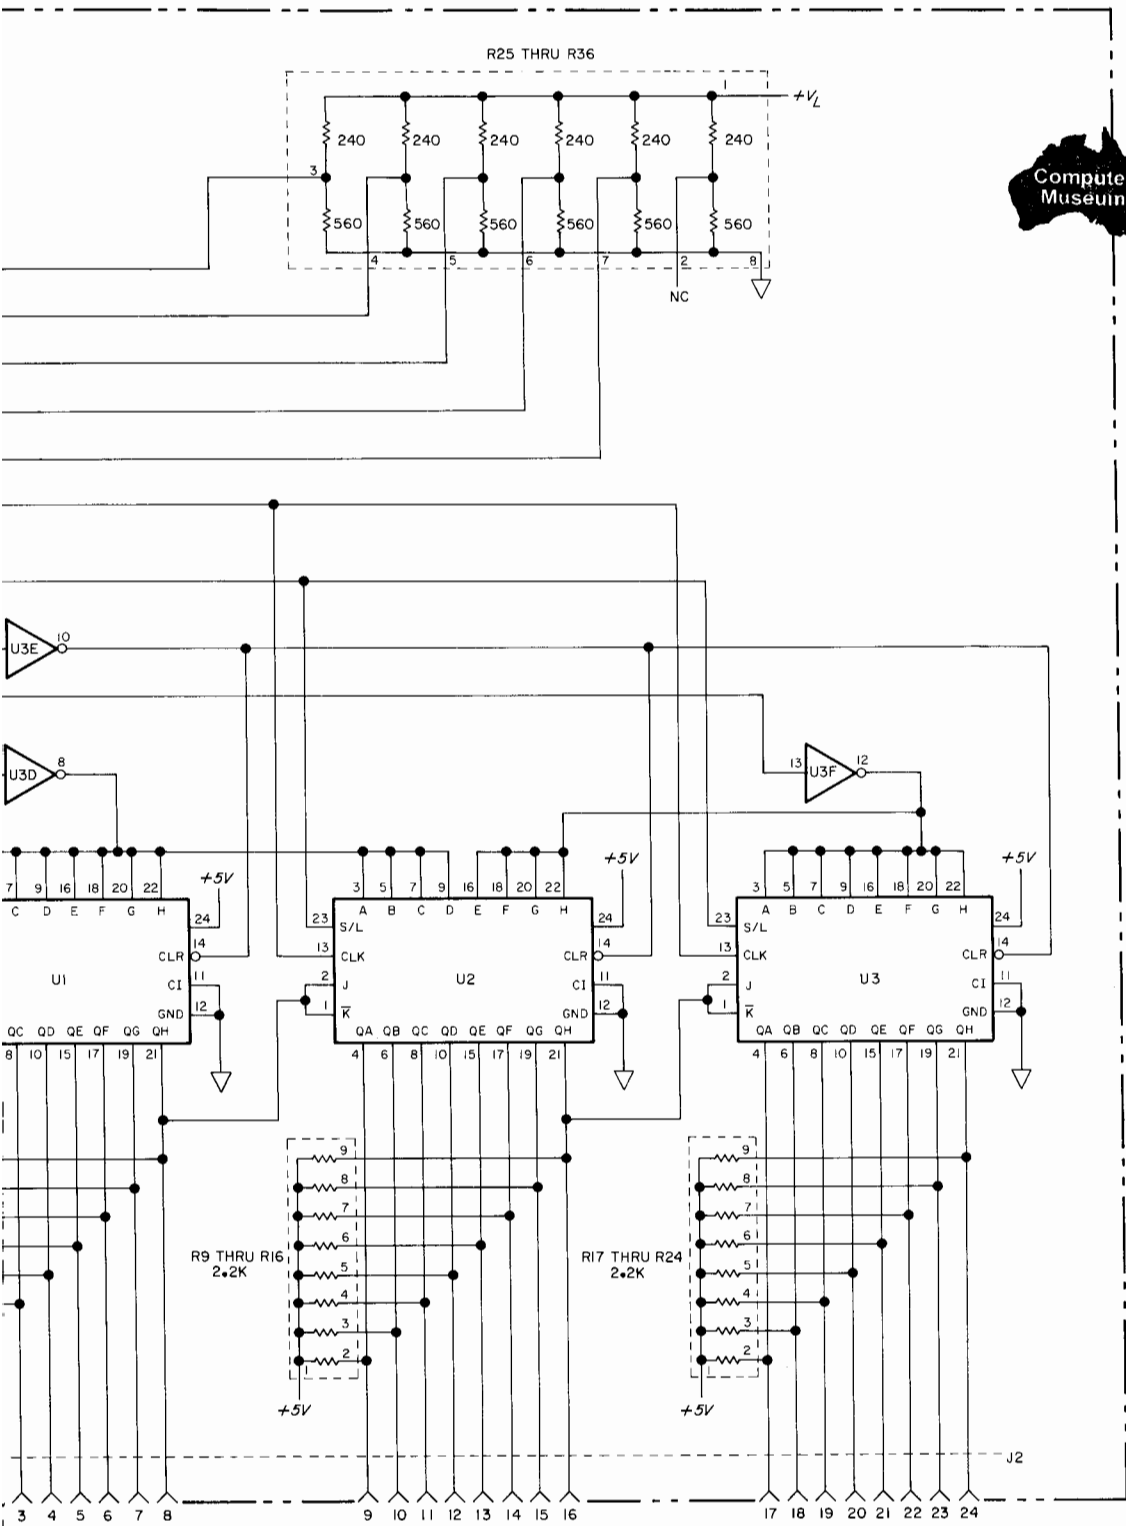 R25 THRU R36
1
+VL
240 240 240 240 240 240
3
560 560 560 560 560 560
4 5 6 7 2 8
NC
Compute
Museum
U3E 10
U3D 8
13 U3F 12
7 9 16 18 20 22
C D E F G H
+5V
24
14
CLR
11
CI
12
GND
U1
QC QD QE QF QG QH
8 10 15 17 19 21
3 5 7 9 16 18 20 22
A B C D E F G H
+5V
23 S/L
24
13 CLK
CLR 14
2 J
U2
CI 11
1 K̅
GND 12
QA QB QC QD QE QF QG QH
4 6 8 10 15 17 19 21
3 5 7 9 16 18 20 22
A B C D E F G H
+5V
23 S/L
24
13 CLK
CLR 14
2 J
U3
CI 11
1 K̅
GND 12
QA QB QC QD QE QF QG QH
4 6 8 10 15 17 19 21
9
8
7
6
5
4
3
2
1
R9 THRU R16
2.2K
+5V
9
8
7
6
5
4
3
2
1
R17 THRU R24
2.2K
+5V
J2
3 4 5 6 7 8 9 10 11 12 13 14 15 16 17 18 19 20 21 22 23 24